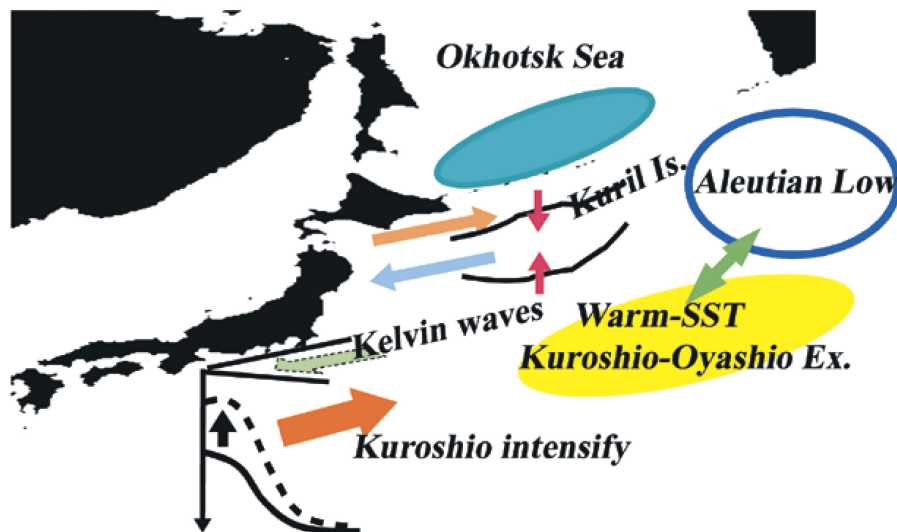 Okhotsk Sea
Kuril Is.
Aleutian Low
Warm-SST
Kuroshio-Oyashio Ex.
Kelvin waves
Kuroshio intensify